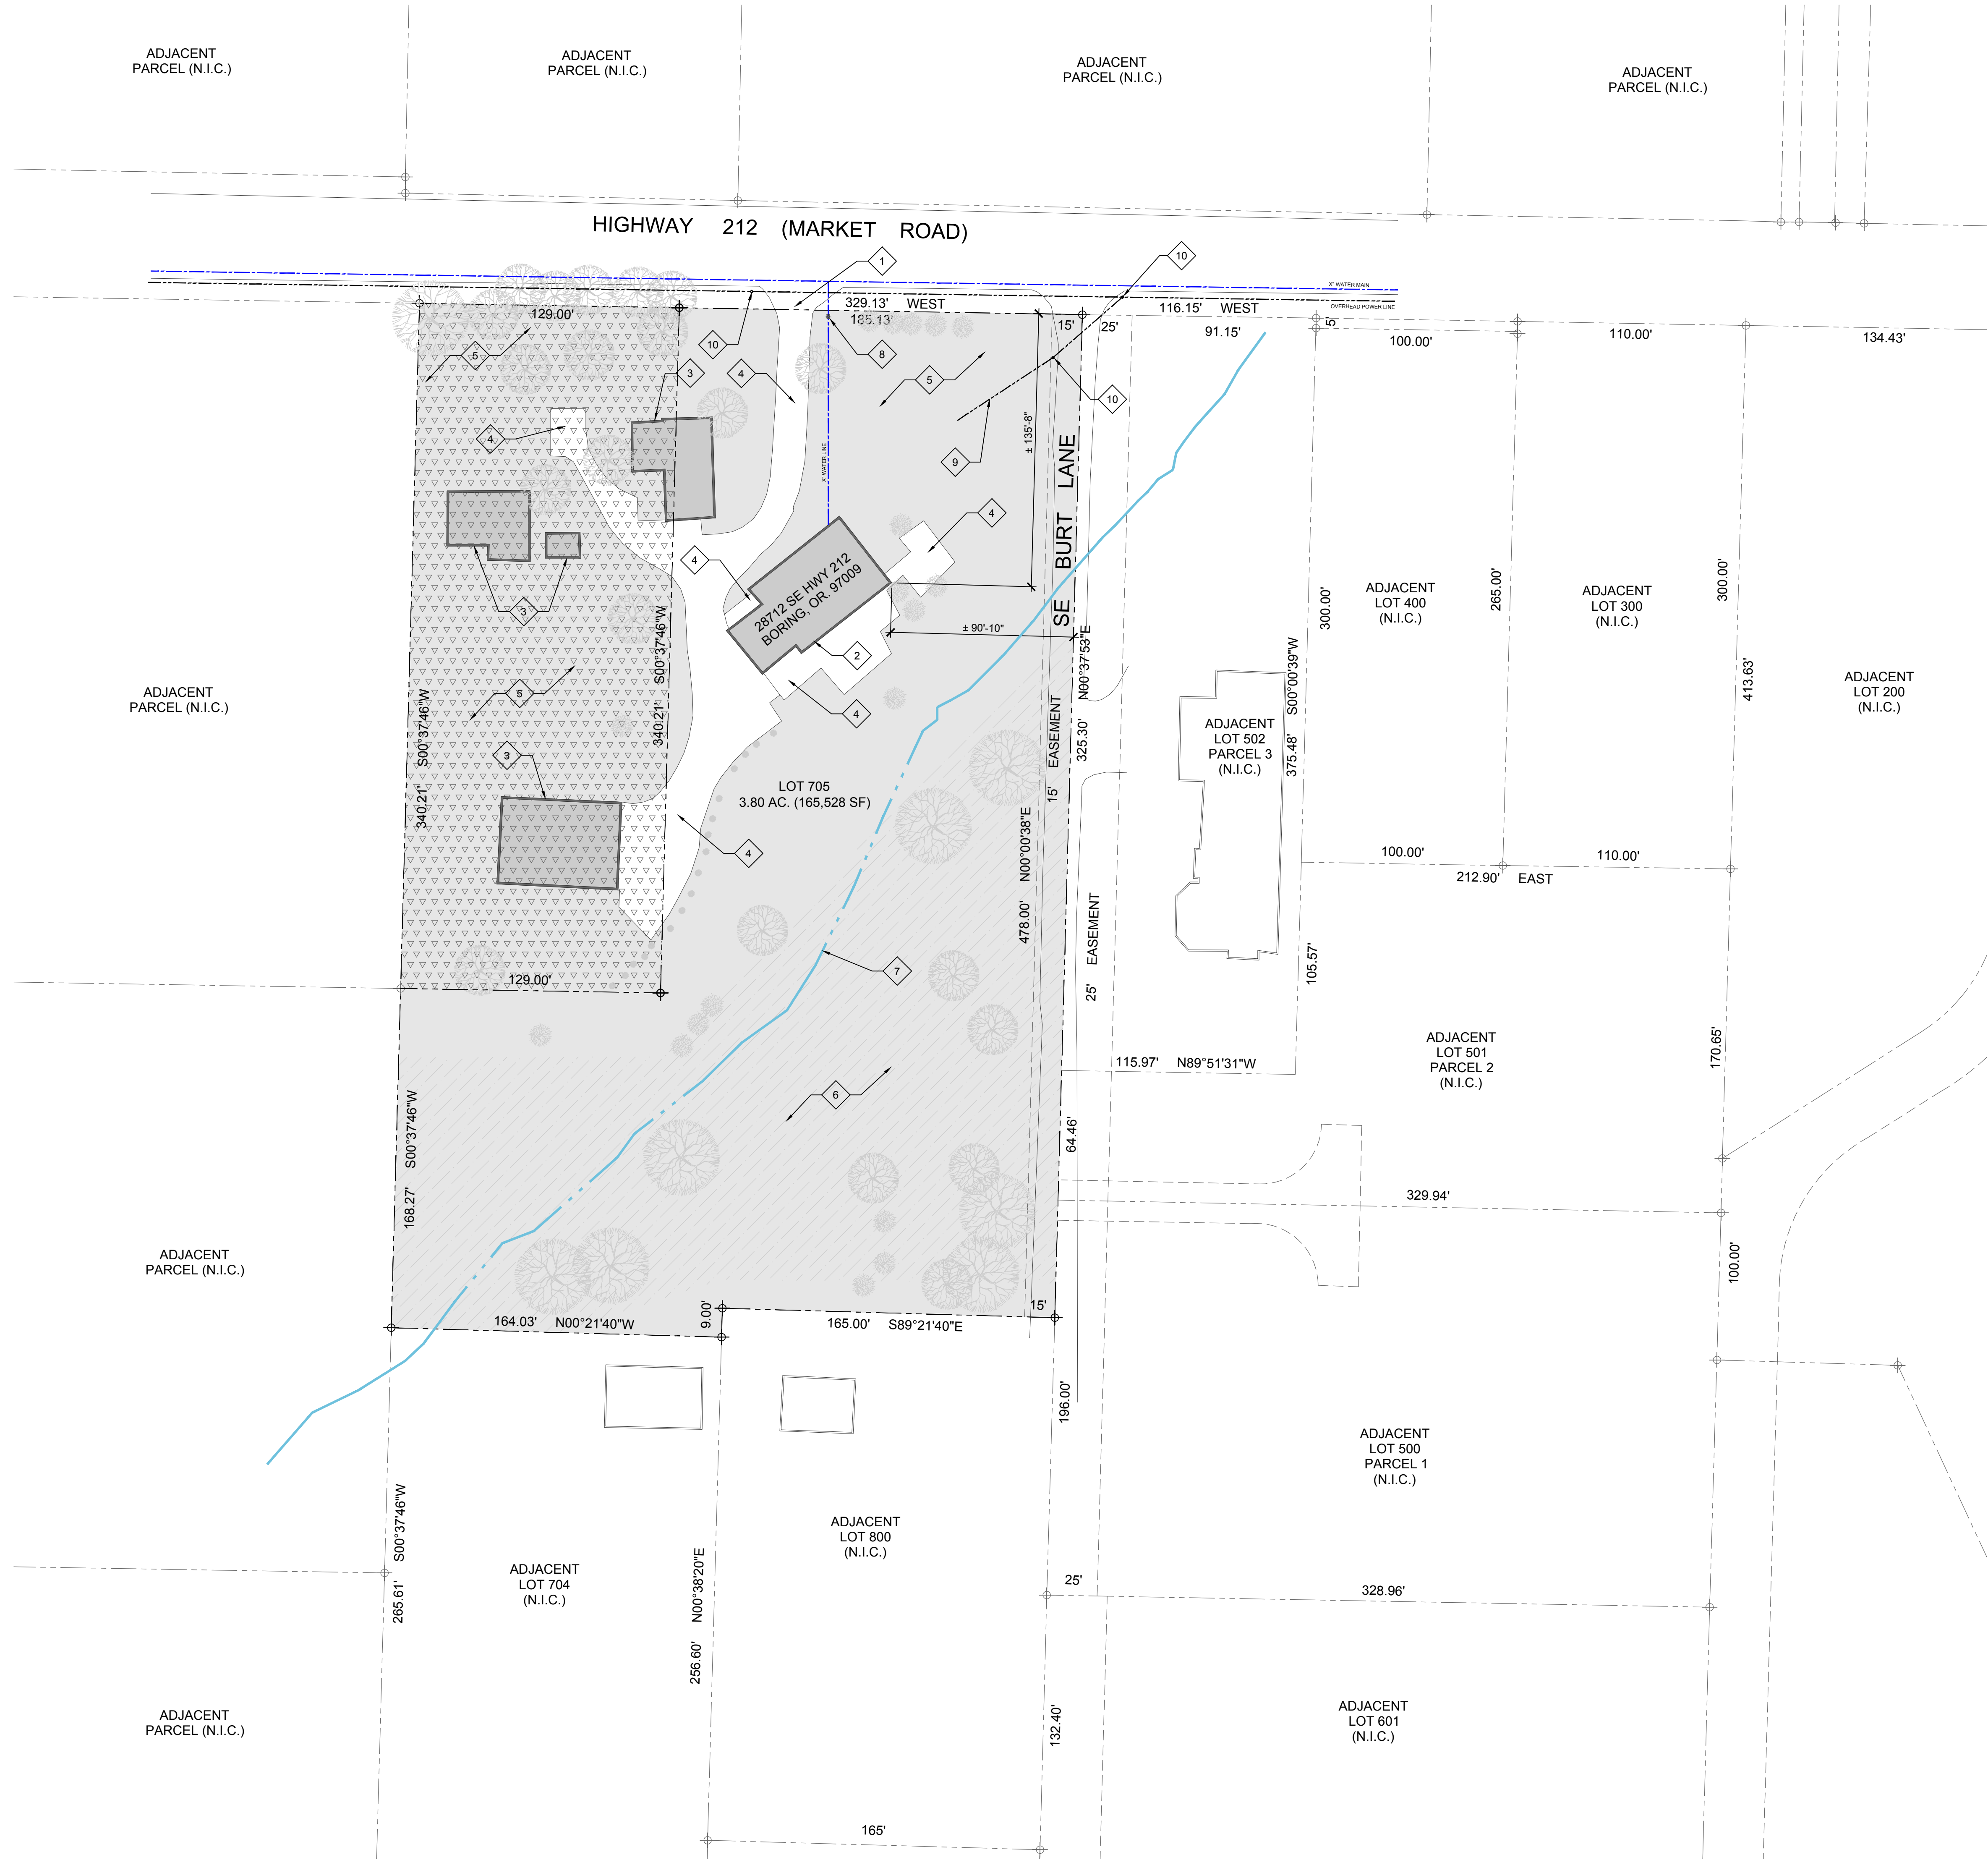 ADJACENT
PARCEL (N.I.C.)
ADJACENT
PARCEL (N.I.C.)
ADJACENT
PARCEL (N.I.C.)
ADJACENT
PARCEL (N.I.C.)
HIGHWAY 212 (MARKET ROAD)
1
10
X" WATER MAIN
OVERHEAD POWER LINE
129.00'
329.13' WEST
185.13'
15'
25'
116.15' WEST
91.15'
5'
100.00'
110.00'
134.43'
5
10
3
4
8
5
10
4
9
± 135'-8"
X" WATER LINE
SE BURT LANE
4
4
3
28712 SE HWY 212
BORING, OR. 97009
2
± 90'-10"
4
5
3
4
S00°37'46"W
340.21'
S00°37'46"W
340.21'
N00°37'53"E
325.30'
15' EASEMENT
LOT 705
3.80 AC. (165,528 SF)
N00°00'38"E
478.00'
25' EASEMENT
ADJACENT
LOT 502
PARCEL 3
(N.I.C.)
S00°00'39"W
375.48'
300.00'
ADJACENT
LOT 400
(N.I.C.)
265.00'
ADJACENT
LOT 300
(N.I.C.)
300.00'
413.63'
ADJACENT
LOT 200
(N.I.C.)
ADJACENT
PARCEL (N.I.C.)
100.00'
110.00'
212.90' EAST
105.57'
129.00'
7
6
115.97' N89°51'31"W
ADJACENT
LOT 501
PARCEL 2
(N.I.C.)
170.65'
S00°37'46"W
168.27'
64.46'
329.94'
100.00'
ADJACENT
PARCEL (N.I.C.)
164.03' N00°21'40"W
9.00'
165.00' S89°21'40"E
15'
196.00'
ADJACENT
LOT 500
PARCEL 1
(N.I.C.)
S00°37'46"W
265.61'
ADJACENT
LOT 704
(N.I.C.)
N00°38'20"E
256.60'
ADJACENT
LOT 800
(N.I.C.)
25'
328.96'
ADJACENT
PARCEL (N.I.C.)
132.40'
ADJACENT
LOT 601
(N.I.C.)
165'